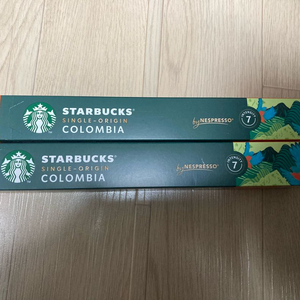 STARBUCKS®
SINGLE-ORIGIN
COLOMBIA
by NESPRESSO®
7
STARBUCKS®
SINGLE-ORIGIN
COLOMBIA
by NESPRESSO®
7